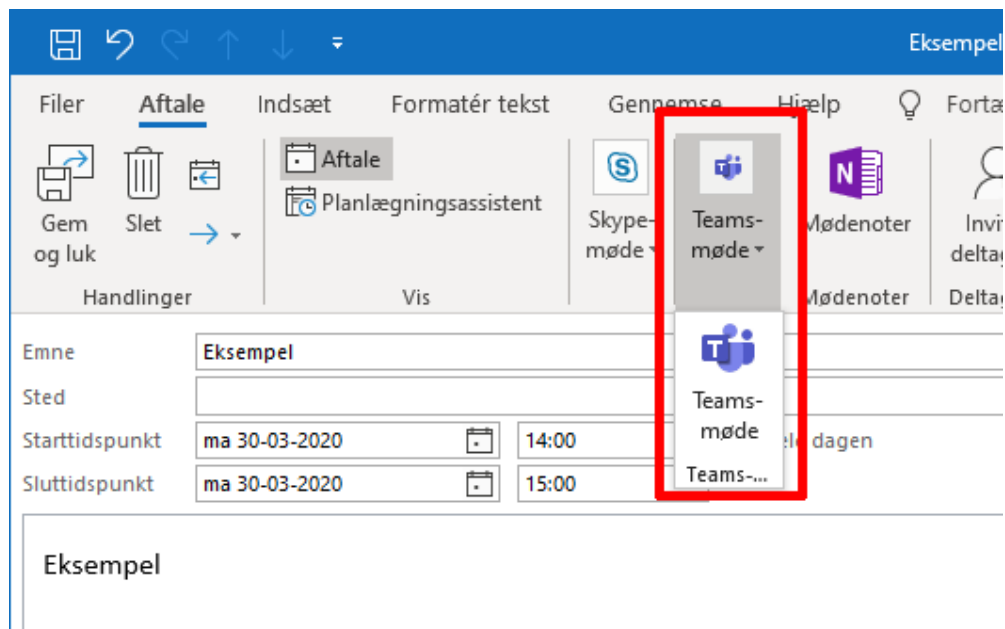 Eksempel
Filer Aftale Indsæt Formatér tekst Gennemse Hjælp
Aftale
Planlægningsassistent
Gem
og luk
Slet
Skype-
møde
Teams-
møde
Mødenoter
Handlinger Vis Mødenoter
Teams-
møde
Teams-...
Emne Eksempel
Sted
Starttidspunkt ma 30-03-2020 14:00 dagen
Sluttidspunkt ma 30-03-2020 15:00
Eksempel